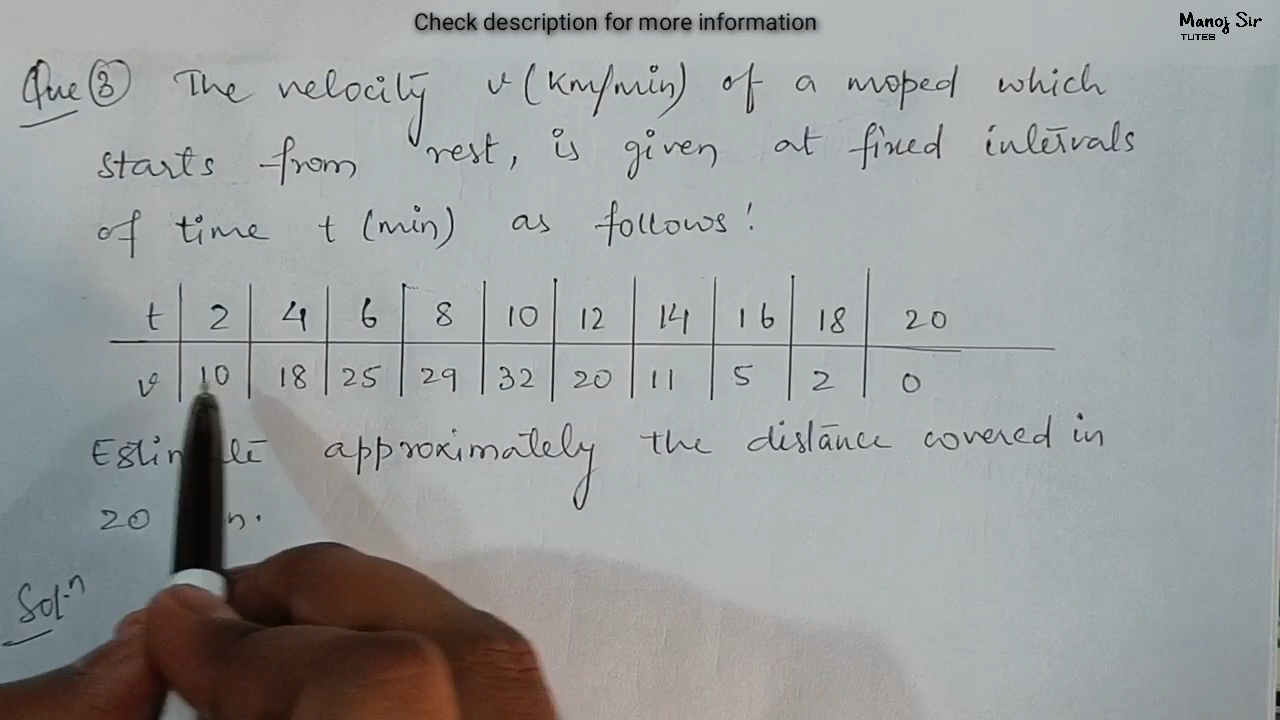 Check description for more information
Manoj Sir
TUTES
Que ③ The velocity v (Km/min) of a moped which
starts from rest, is given at fixed intervals
of time t (min) as follows:
t 2 4 6 8 10 12 14 16 18 20
v 10 18 25 29 32 20 11 5 2 0
approximately the distance covered in
20
Sol.n